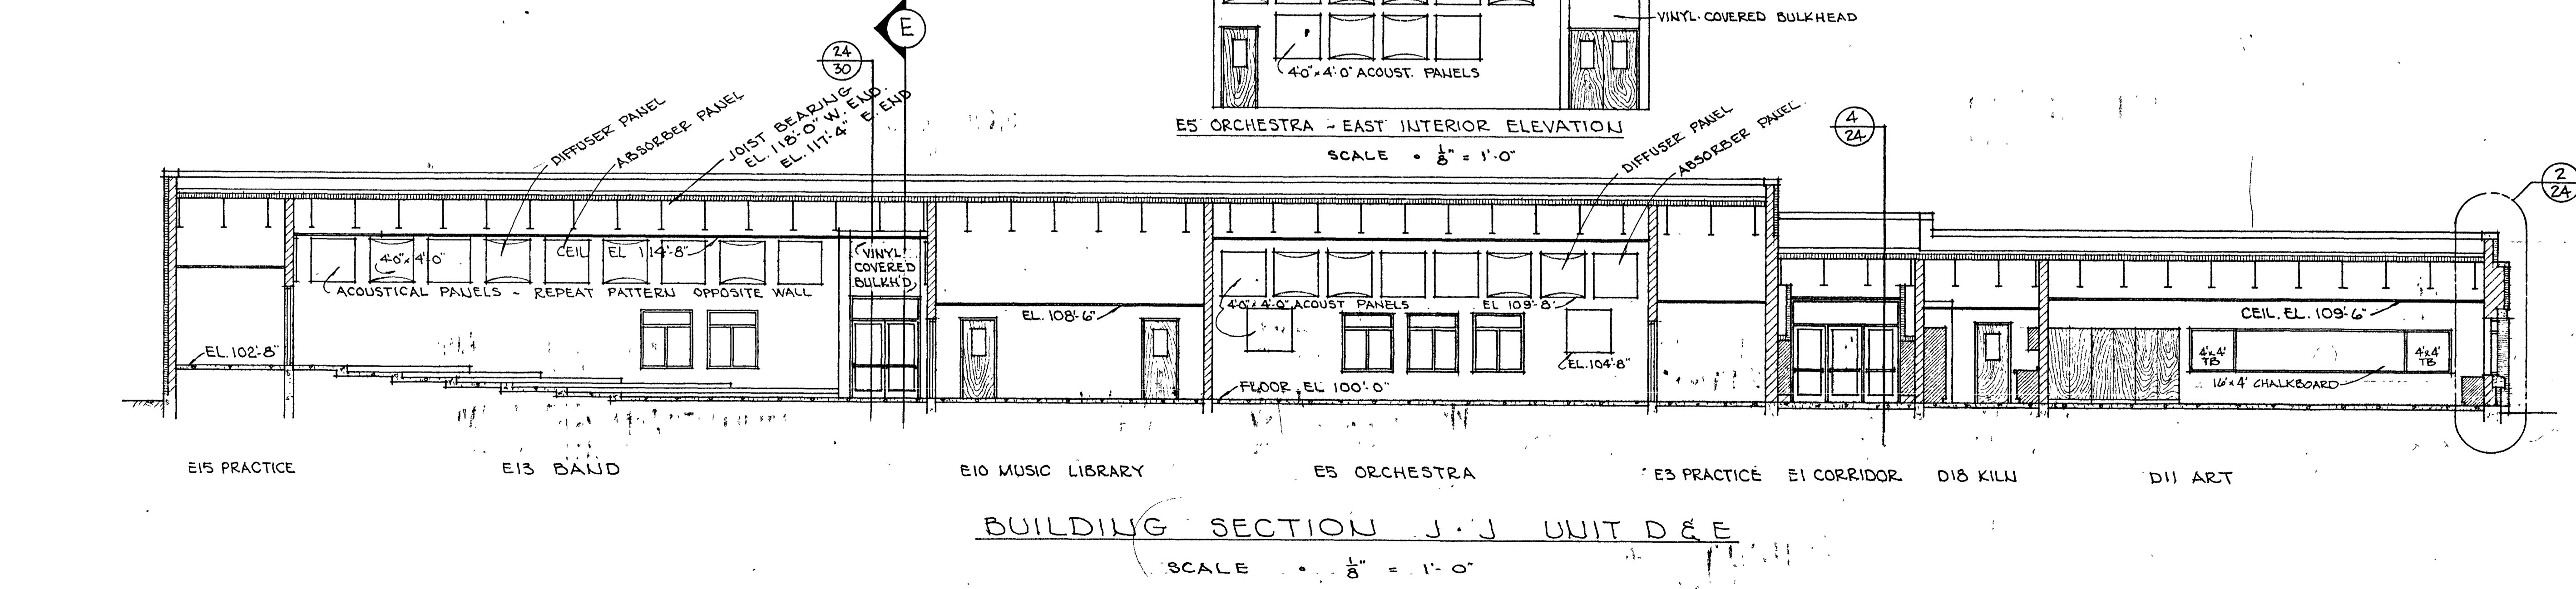 VINYL-COVERED BULKHEAD
4'0"x4'-0" ACOUST. PANELS
E5 ORCHESTRA - EAST INTERIOR ELEVATION
SCALE • 1/8" = 1'-0"
E
24
30
4
24
2
24
DIFFUSER PANEL
ABSORBER PANEL
JOIST BEARING
EL. 118'-0" W. END.
EL. 117'-4" E. END
DIFFUSER PANEL
ABSORBER PANEL
4'-0"x4'-0"
CEIL EL 114'-8"
VINYL
COVERED
BULKH'D
ACOUSTICAL PANELS - REPEAT PATTERN OPPOSITE WALL
EL. 108'-6"
4'0"x4'-0" ACOUST PANELS
EL 109'-8"
CEIL. EL. 109'-6"
EL. 102'-8"
EL. 104'-8"
4'x4'
TB
4'x4'
TB
16'x4' CHALKBOARD
FLOOR EL 100'-0"
E15 PRACTICE
E13 BAND
E10 MUSIC LIBRARY
E5 ORCHESTRA
E3 PRACTICE
E1 CORRIDOR
D18 KILN
D11 ART
BUILDING SECTION J-J UNIT D & E
SCALE • 1/8" = 1'-0"